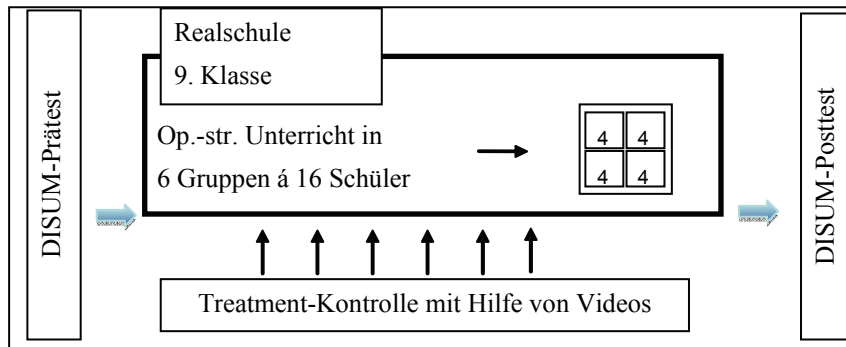 DISUM-Prätest
Realschule
9. Klasse
Op.-str. Unterricht in
6 Gruppen á 16 Schüler
4 4
4 4
Treatment-Kontrolle mit Hilfe von Videos
DISUM-Posttest